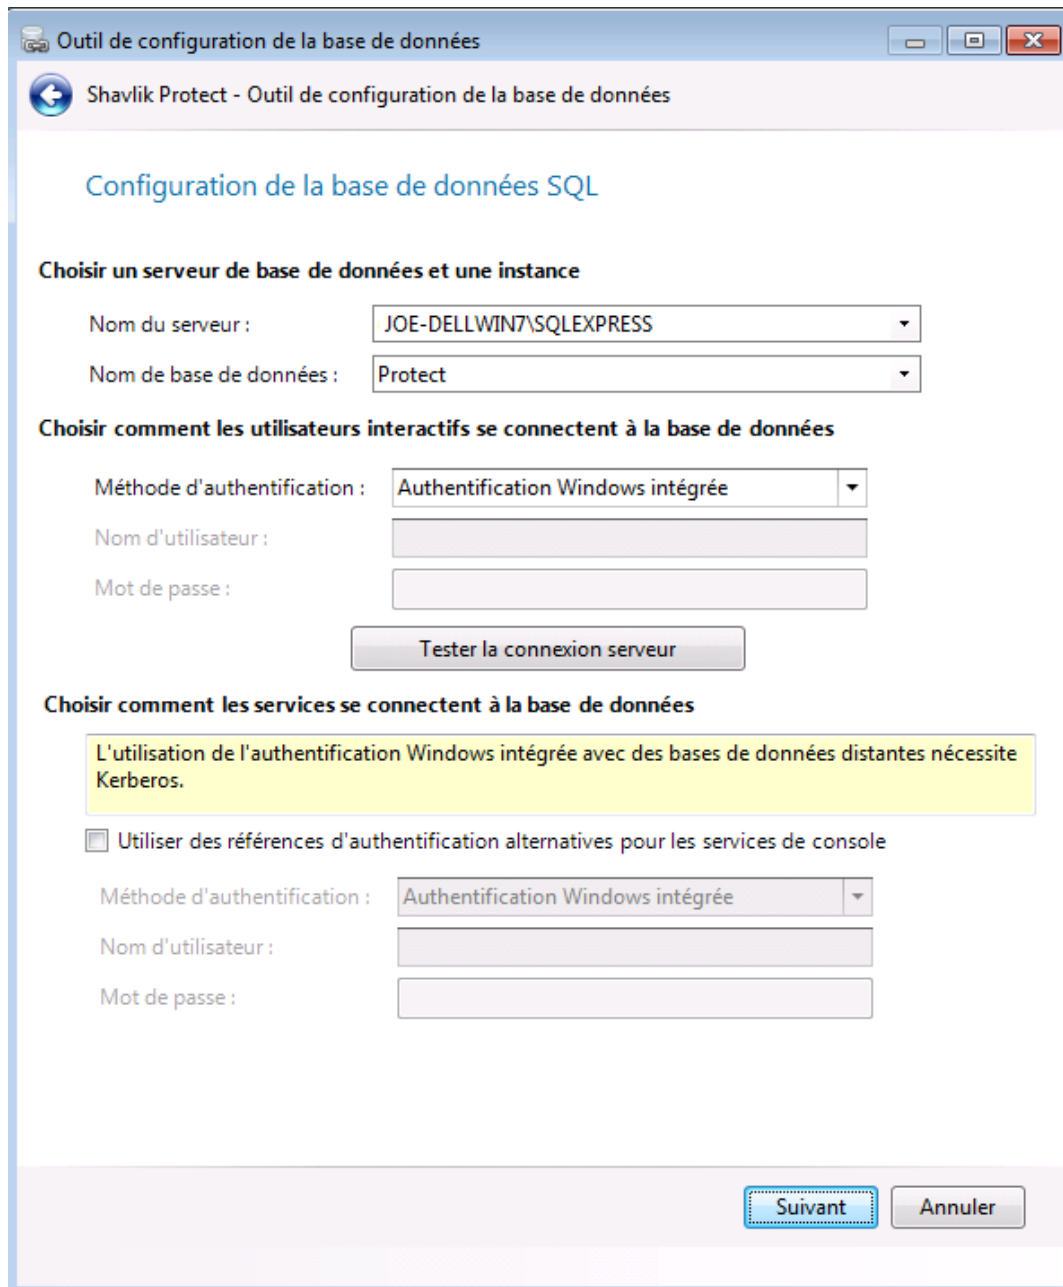 Outil de configuration de la base de données
Shavlik Protect - Outil de configuration de la base de données
Configuration de la base de données SQL
Choisir un serveur de base de données et une instance
Nom du serveur : JOE-DELLWIN7\SQLEXPRESS
Nom de base de données : Protect
Choisir comment les utilisateurs interactifs se connectent à la base de données
Méthode d'authentification : Authentification Windows intégrée
Nom d'utilisateur :
Mot de passe :
Tester la connexion serveur
Choisir comment les services se connectent à la base de données
L'utilisation de l'authentification Windows intégrée avec des bases de données distantes nécessite
Kerberos.
Utiliser des références d'authentification alternatives pour les services de console
Méthode d'authentification : Authentification Windows intégrée
Nom d'utilisateur :
Mot de passe :
Suivant Annuler